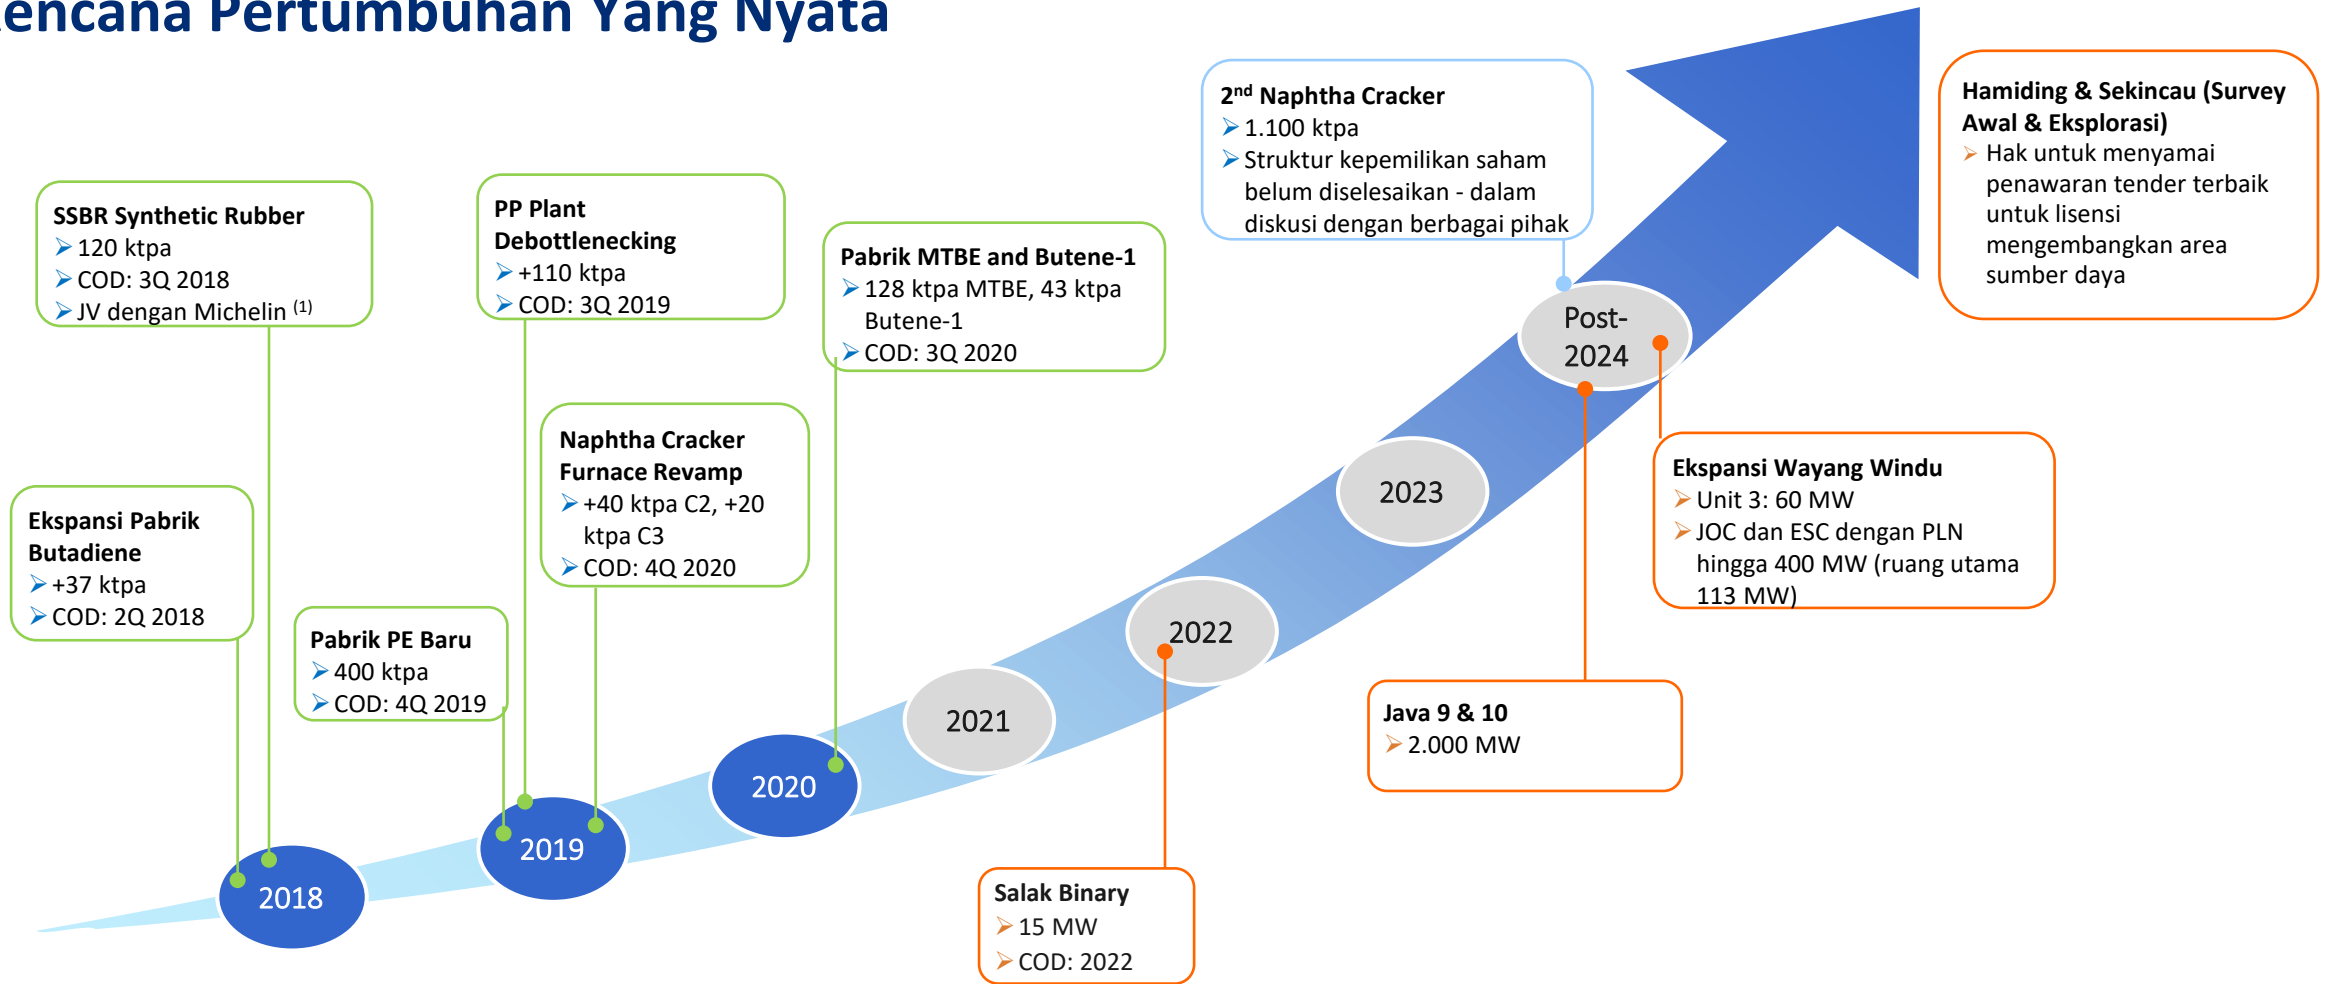 encana Pertumbuhan Yang Nyata
SSBR Synthetic Rubber
120 ktpa
COD: 3Q 2018
JV dengan Michelin (1)
Ekspansi Pabrik
Butadiene
+37 ktpa
COD: 2Q 2018
PP Plant
Debottlenecking
+110 ktpa
COD: 3Q 2019
Naphtha Cracker
Furnace Revamp
+40 ktpa C2, +20
ktpa C3
COD: 4Q 2020
Pabrik PE Baru
400 ktpa
COD: 4Q 2019
Pabrik MTBE and Butene-1
128 ktpa MTBE, 43 ktpa
Butene-1
COD: 3Q 2020
2nd Naphtha Cracker
1.100 ktpa
Struktur kepemilikan saham
belum diselesaikan - dalam
diskusi dengan berbagai pihak
Hamiding & Sekincau (Survey
Awal & Eksplorasi)
Hak untuk menyamai
penawaran tender terbaik
untuk lisensi
mengembangkan area
sumber daya
Ekspansi Wayang Windu
Unit 3: 60 MW
JOC dan ESC dengan PLN
hingga 400 MW (ruang utama
113 MW)
Java 9 & 10
2.000 MW
Salak Binary
15 MW
COD: 2022
2018
2019
2020
2021
2022
2023
Post-
2024